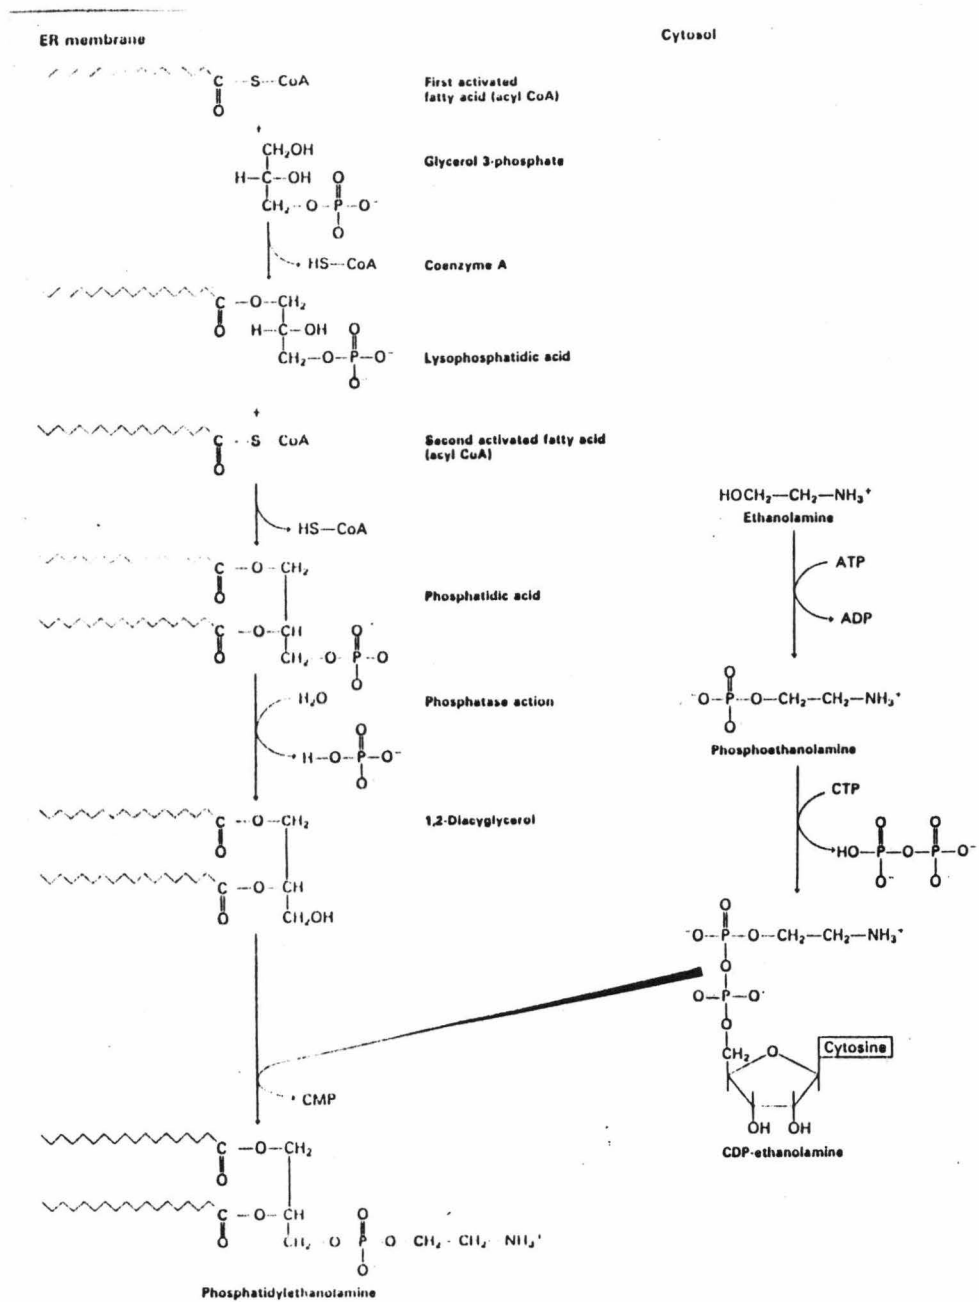 ER membrane
Cytosol
C --S-- CoA
O
First activated
fatty acid (acyl CoA)
+
CH₂OH
H—C--OH O
CH₂--O--P--O⁻
O
Glycerol 3-phosphate
HS—CoA
Coenzyme A
C --O--CH₂
O H--C--OH O
CH₂--O--P--O⁻
O
Lysophosphatidic acid
+
C --S CoA
O
Second activated fatty acid
(acyl CoA)
HS—CoA
C --O--CH₂
O
Phosphatidic acid
C --O--CH O
O CH₂ O--P--O
O
H₂O
Phosphatase action
O
H—O—P—O⁻
O
C --O--CH₂
O
1,2-Diacyglycerol
C --O--CH
O CH₂OH
CMP
C --O--CH₂
O
C --O--CH O
O CH₂ O P O CH₂ - CH₂ - NH₃⁺
O
Phosphatidylethanolamine
HOCH₂—CH₂—NH₃⁺
Ethanolamine
ATP
ADP
O
⁻O--P--O--CH₂—CH₂—NH₃⁺
O
Phosphoethanolamine
CTP
O O
HO—P—O—P—O⁻
O⁻ O
O
⁻O--P--O--CH₂—CH₂—NH₃⁺
O
O--P--O⁻
O
CH₂ O Cytosine
OH OH
CDP-ethanolamine